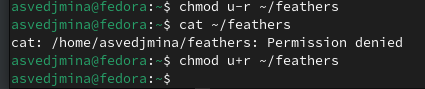 asvedjmina@fedora:~$ chmod u-r ~/feathers
asvedjmina@fedora:~$ cat ~/feathers
cat: /home/asvedjmina/feathers: Permission denied
asvedjmina@fedora:~$ chmod u+r ~/feathers
asvedjmina@fedora:~$